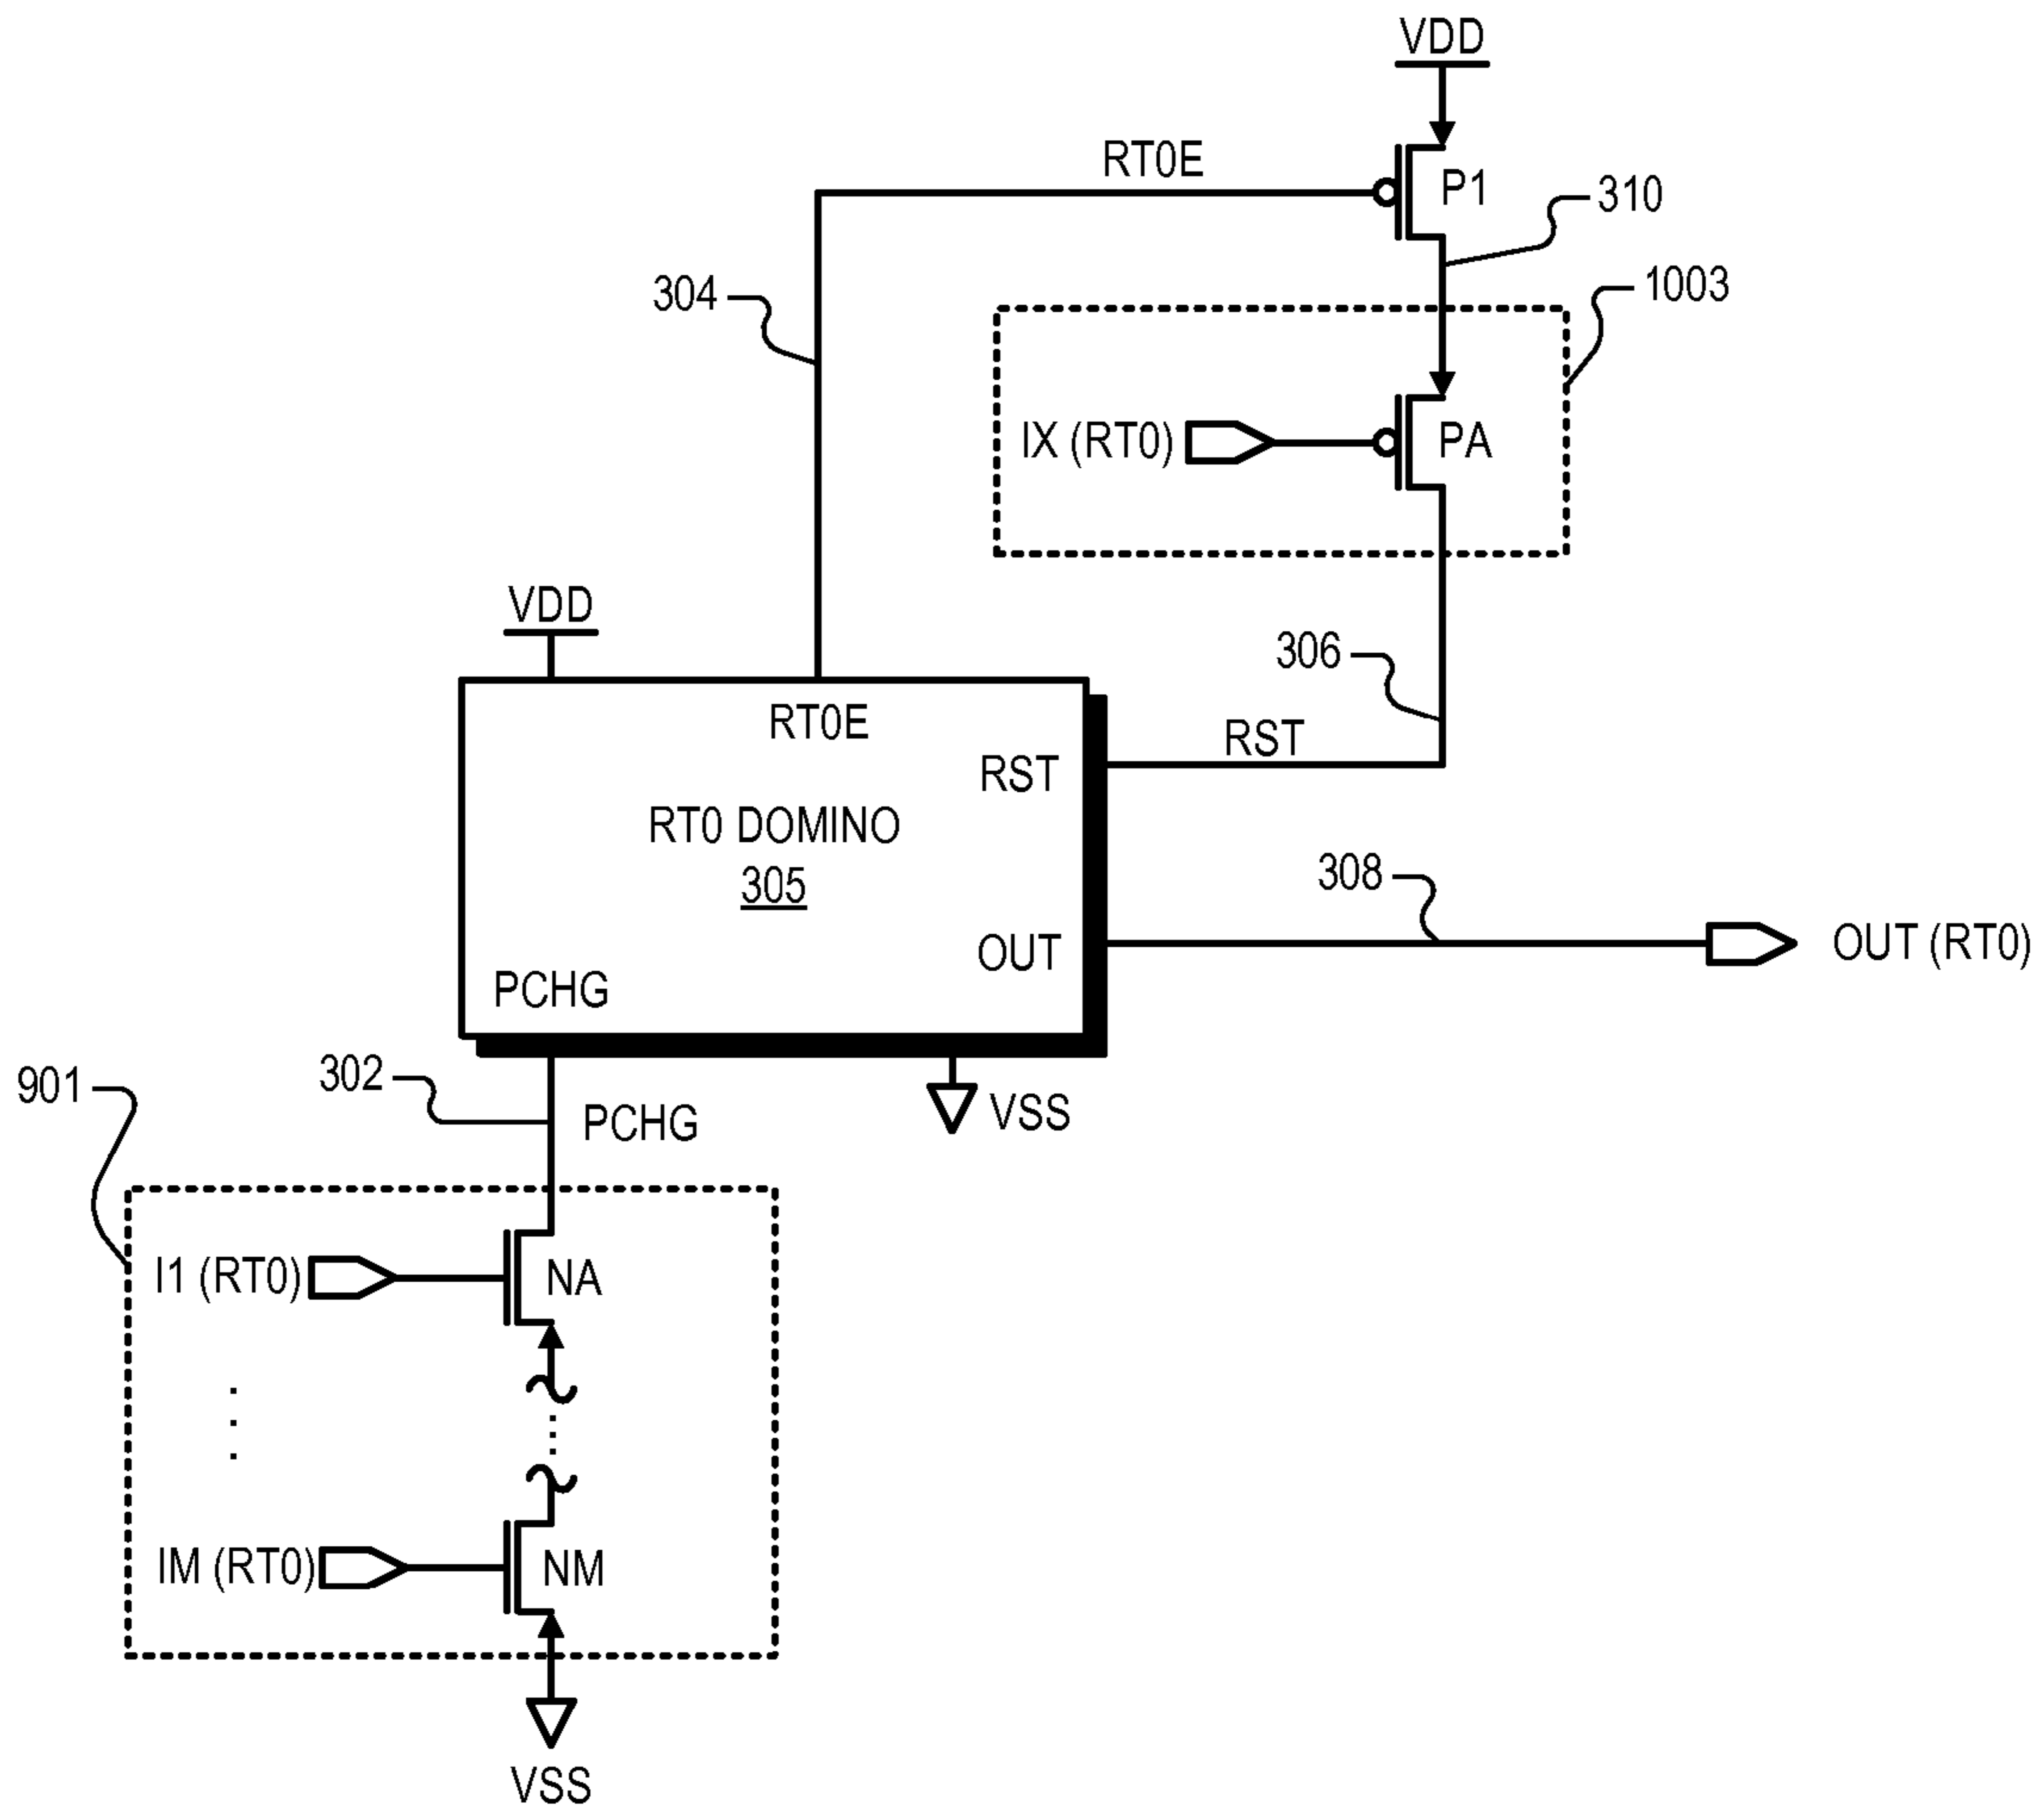 VDD
RT0E
P1
310
304
1003
IX (RT0)
PA
VDD
306
RT0E
RST
RST
RT0 DOMINO
305
308
OUT
OUT (RT0)
PCHG
302
901
PCHG
VSS
I1 (RT0)
NA
IM (RT0)
NM
VSS